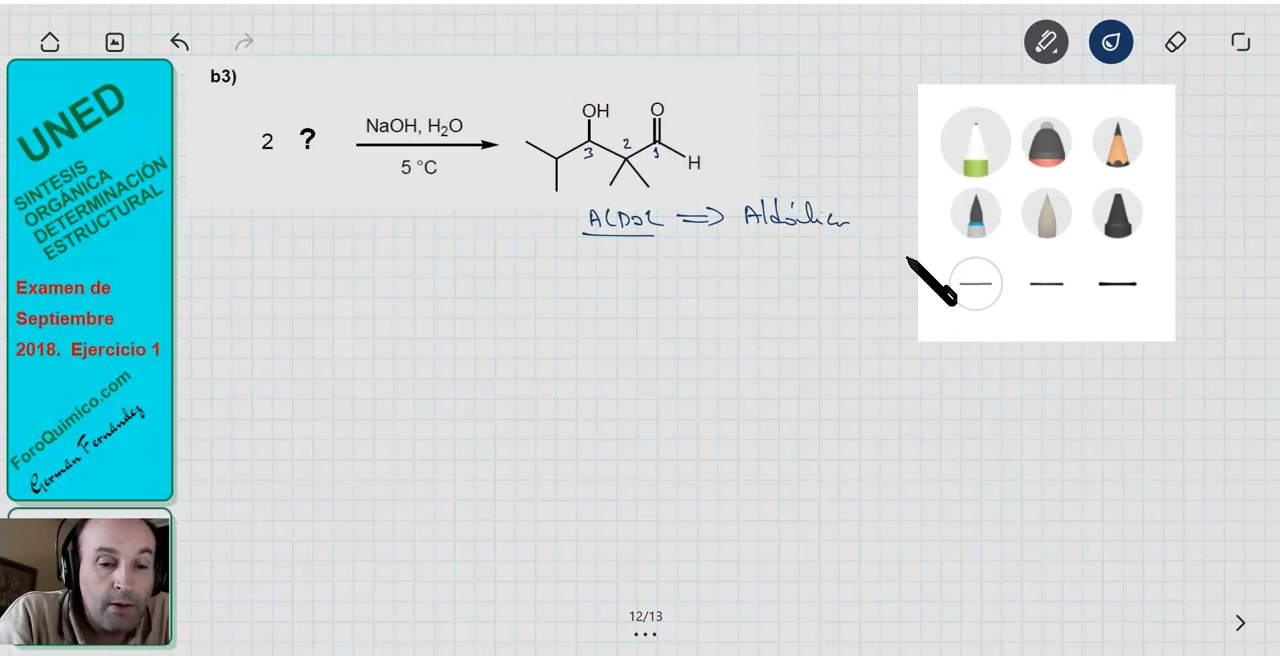 b3)
2 ?
NaOH, H₂O
5 °C
OH
O
3
2
1
H
ALDOL ⇒ Aldólica
UNED
SINTESIS
ORGÁNICA
DETERMINACIÓN
ESTRUCTURAL
Examen de
Septiembre
2018. Ejercicio 1
ForoQuimico.com
Germán Fernández
12/13